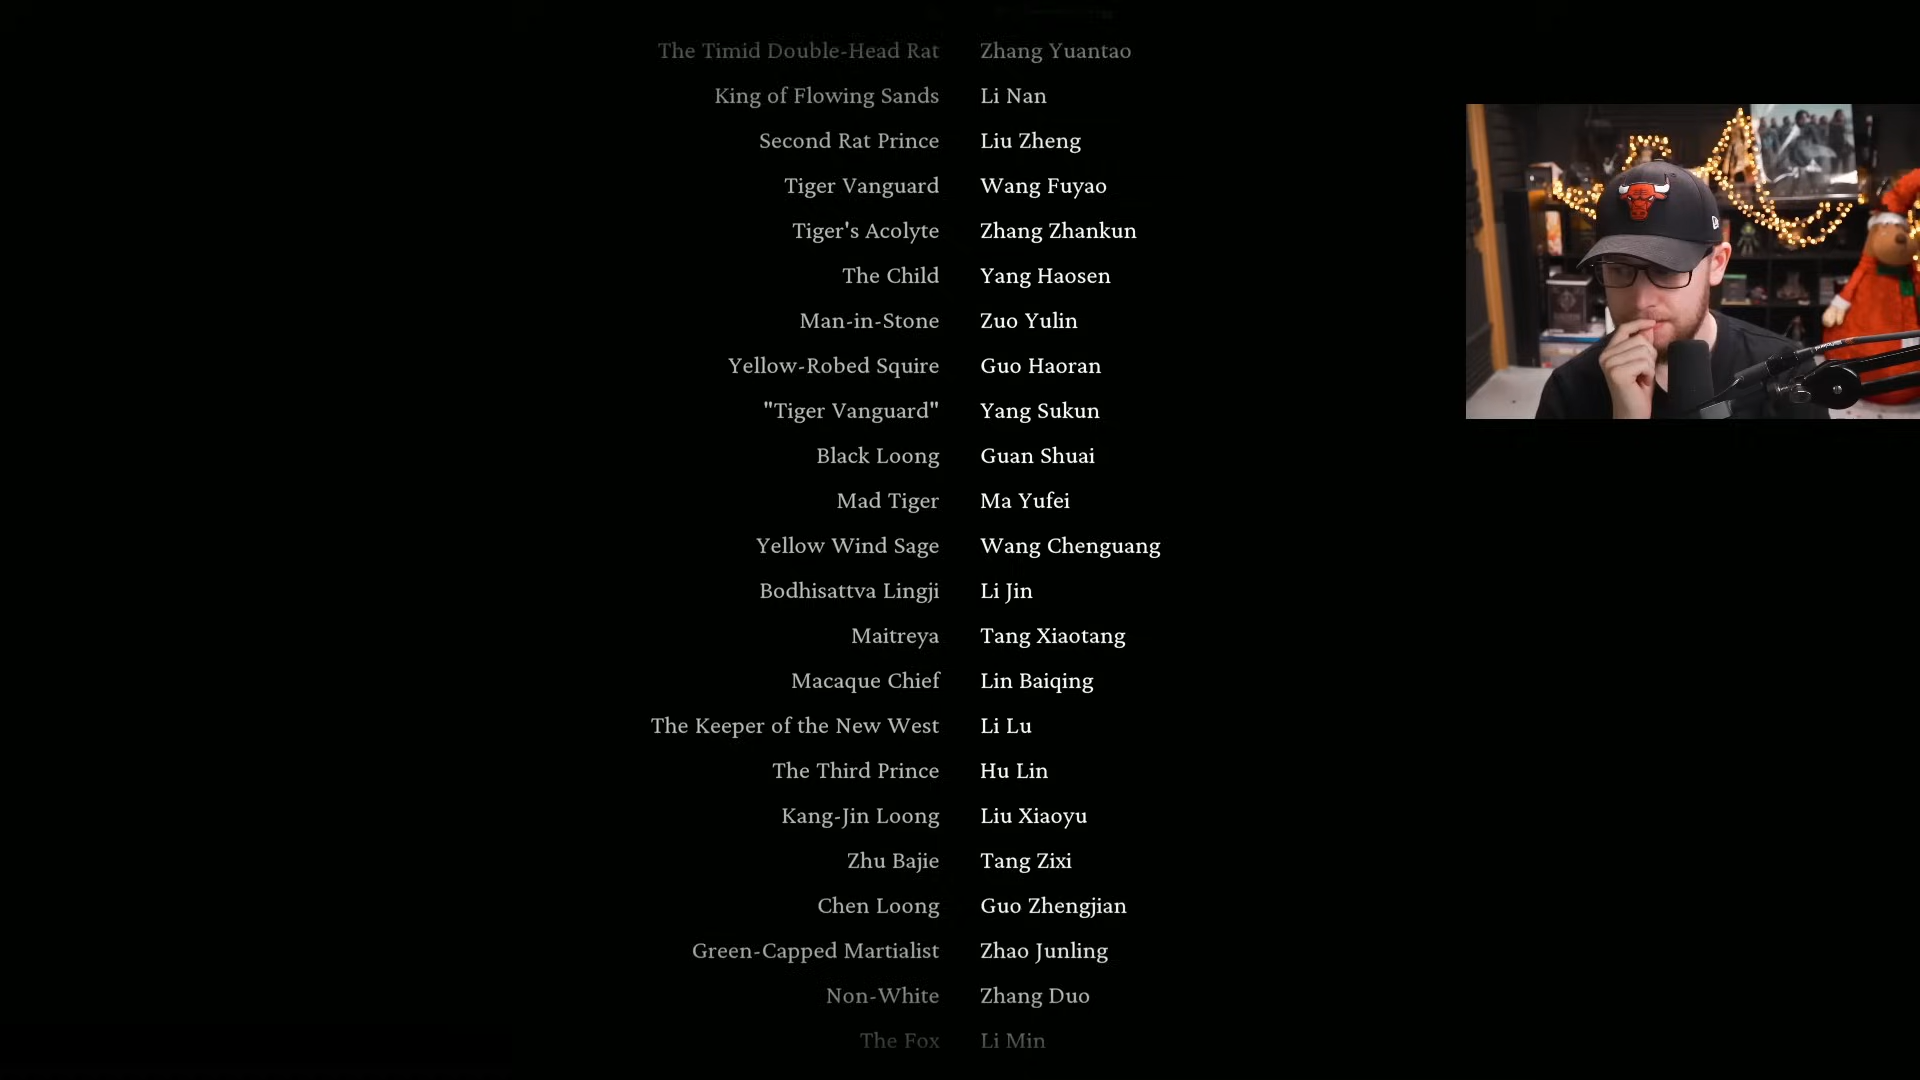 The Timid Double-Head Rat Zhang Yuantao
King of Flowing Sands Li Nan
Second Rat Prince Liu Zheng
Tiger Vanguard Wang Fuyao
Tiger's Acolyte Zhang Zhankun
The Child Yang Haosen
Man-in-Stone Zuo Yulin
Yellow-Robed Squire Guo Haoran
"Tiger Vanguard" Yang Sukun
Black Loong Guan Shuai
Mad Tiger Ma Yufei
Yellow Wind Sage Wang Chenguang
Bodhisattva Lingji Li Jin
Maitreya Tang Xiaotang
Macaque Chief Lin Baiqing
The Keeper of the New West Li Lu
The Third Prince Hu Lin
Kang-Jin Loong Liu Xiaoyu
Zhu Bajie Tang Zixi
Chen Loong Guo Zhengjian
Green-Capped Martialist Zhao Junling
Non-White Zhang Duo
The Fox Li Min